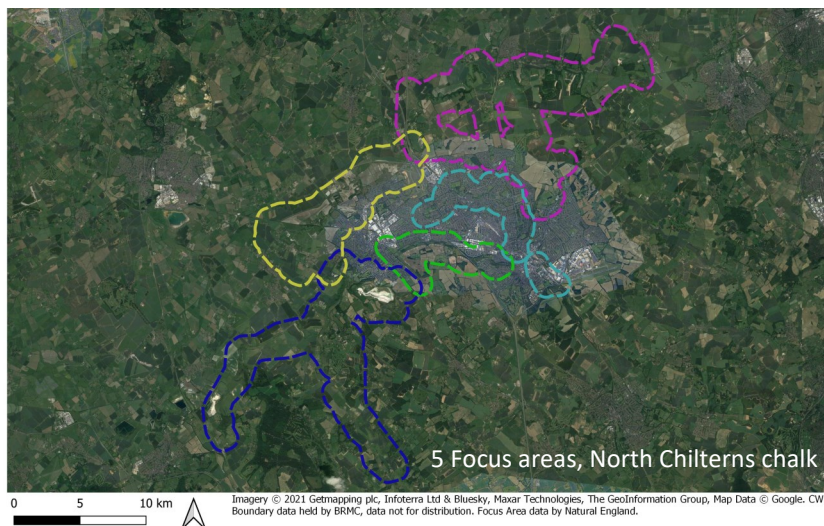 5 Focus areas, North Chilterns chalk
0 5 10 km
Imagery © 2021 Getmapping plc, Infoterra Ltd & Bluesky, Maxar Technologies, The GeoInformation Group, Map Data © Google. CW
Boundary data held by BRMC, data not for distribution. Focus Area data by Natural England.